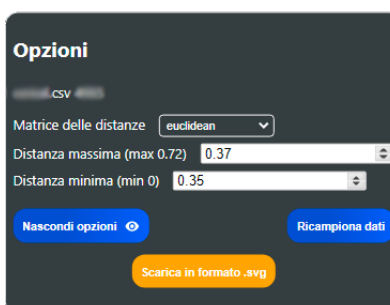 Opzioni
.csv
Matrice delle distanze euclidean
Distanza massima (max 0.72) 0.37
Distanza minima (min 0) 0.35
Nascondi opzioni Ricampiona dati
Scarica in formato .svg